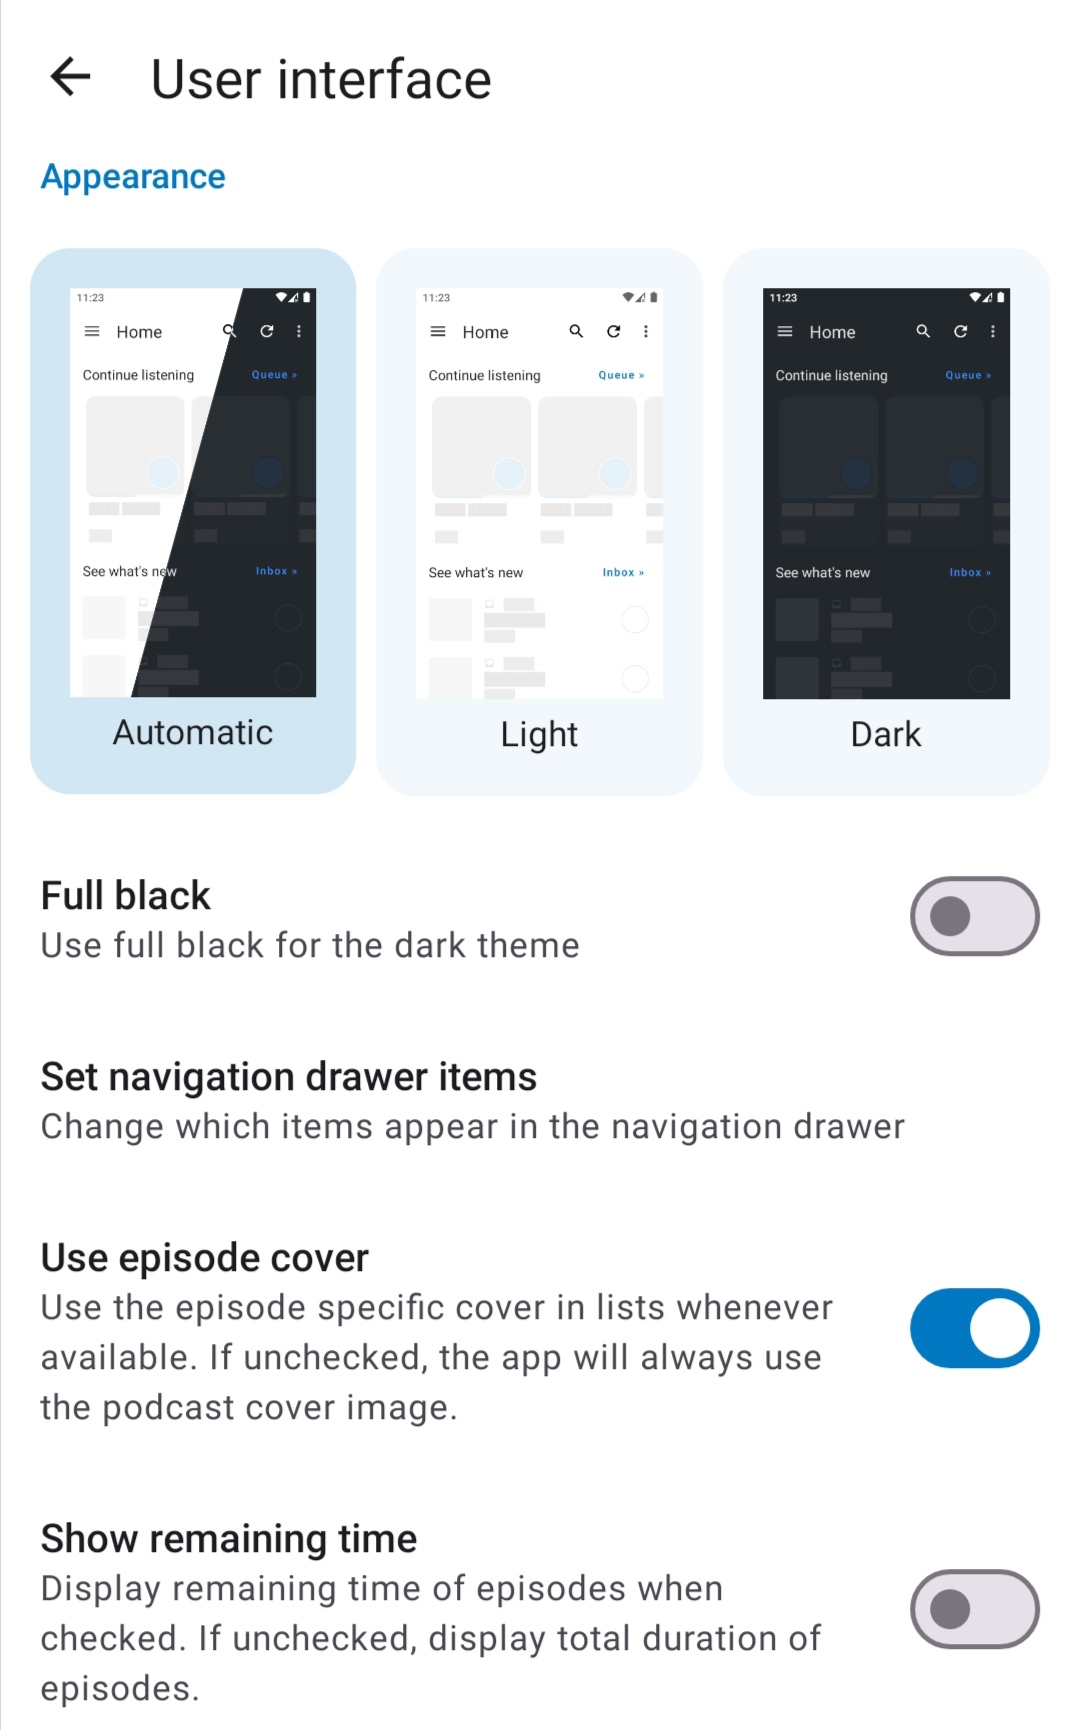 User interface
Appearance
11:23
Home
Continue listening Queue »
See what's new Inbox »
Automatic
11:23
Home
Continue listening Queue »
See what's new Inbox »
Light
11:23
Home
Continue listening Queue »
See what's new Inbox »
Dark
Full black
Use full black for the dark theme
Set navigation drawer items
Change which items appear in the navigation drawer
Use episode cover
Use the episode specific cover in lists whenever
available. If unchecked, the app will always use
the podcast cover image.
Show remaining time
Display remaining time of episodes when
checked. If unchecked, display total duration of
episodes.